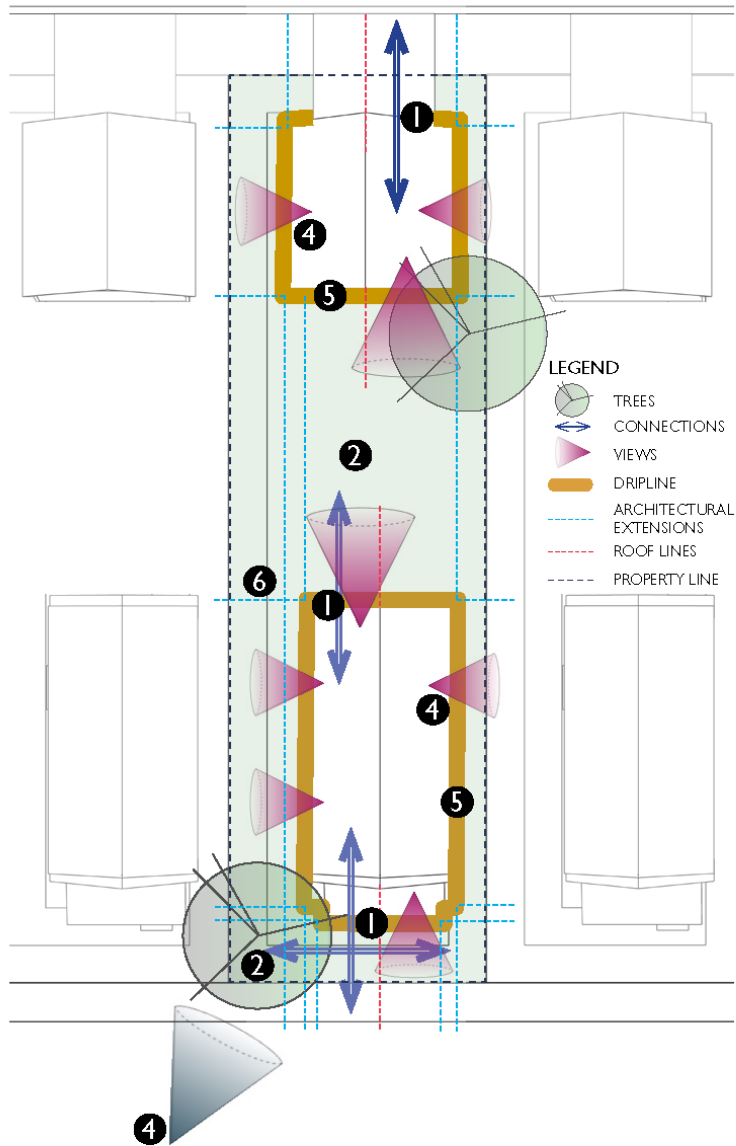 1
4
5
LEGEND
TREES
CONNECTIONS
2
VIEWS
DRIPLINE
ARCHITECTURAL
EXTENSIONS
ROOF LINES
6
PROPERTY LINE
1
4
5
1
2
4